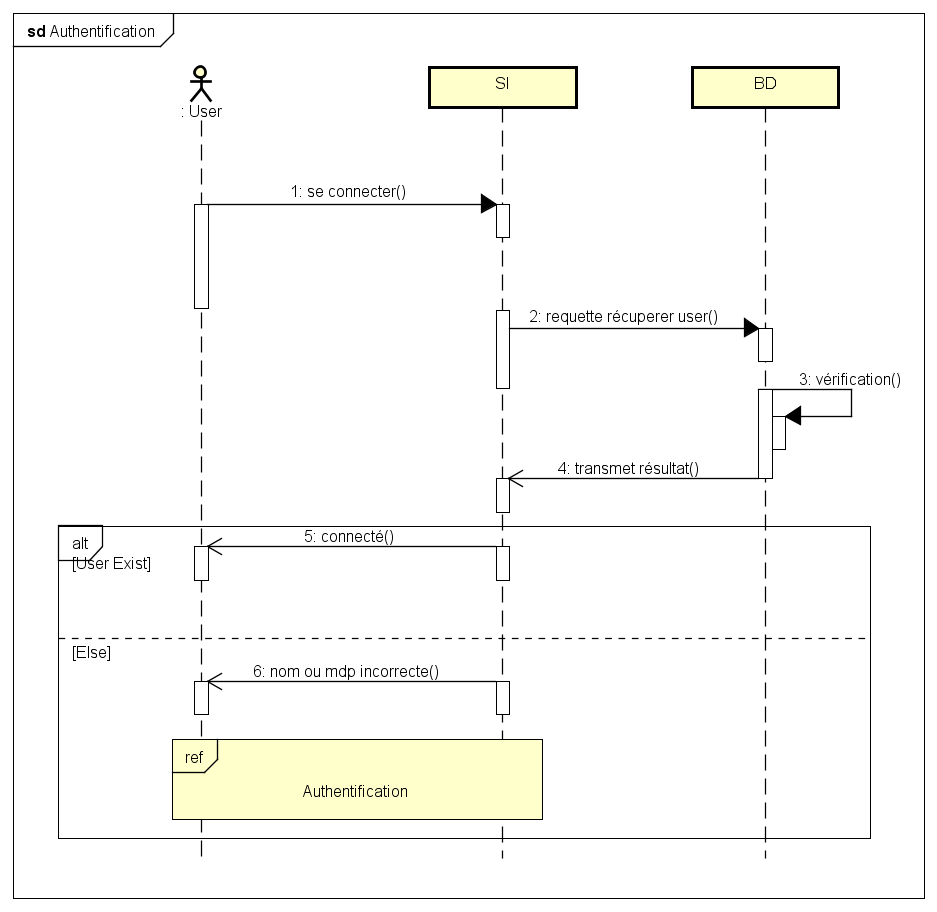 sd Authentification
: User
SI
BD
1: se connecter()
2: requette récuperer user()
3: vérification()
4: transmet résultat()
alt
5: connecté()
[User Exist]
[Else]
6: nom ou mdp incorrecte()
ref
Authentification